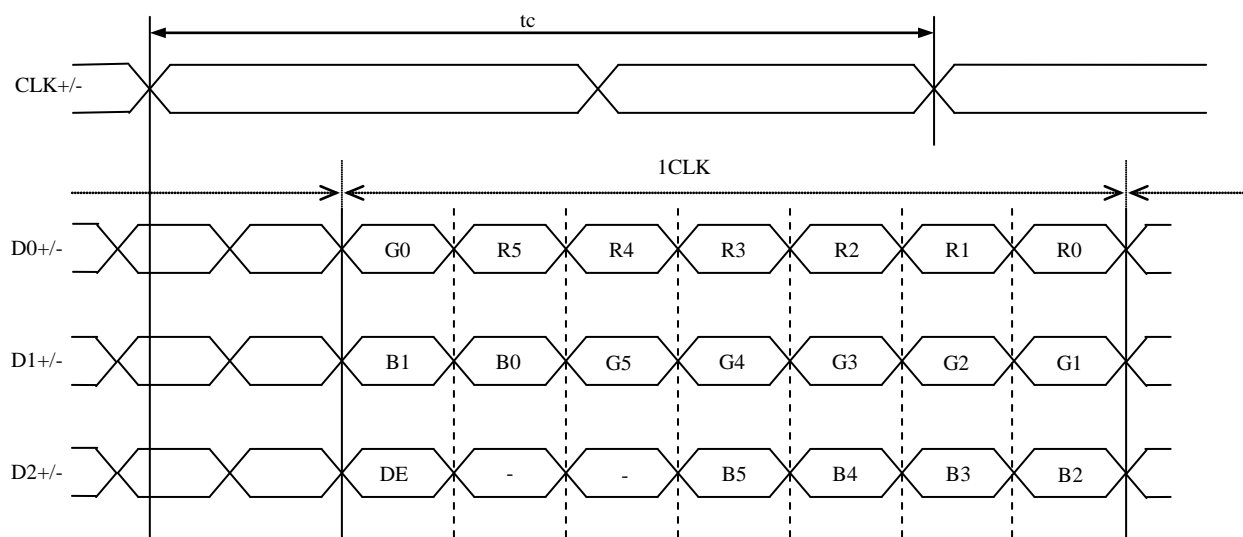 tc
CLK+/-
1CLK
D0+/- G0 R5 R4 R3 R2 R1 R0
D1+/- B1 B0 G5 G4 G3 G2 G1
D2+/- DE - - B5 B4 B3 B2